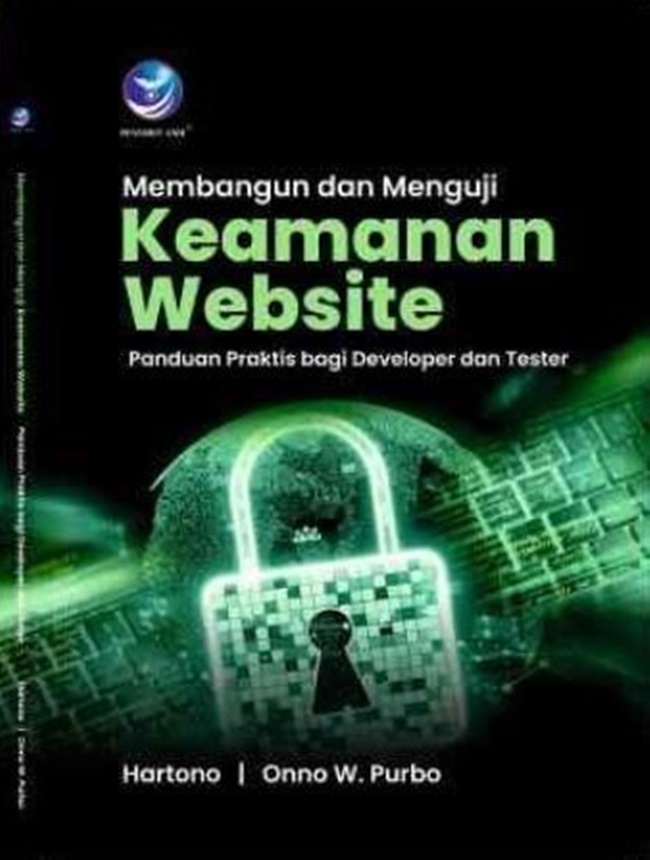 Membangun dan Menguji
Keamanan
Website
Panduan Praktis bagi Developer dan Tester
Hartono | Onno W. Purbo